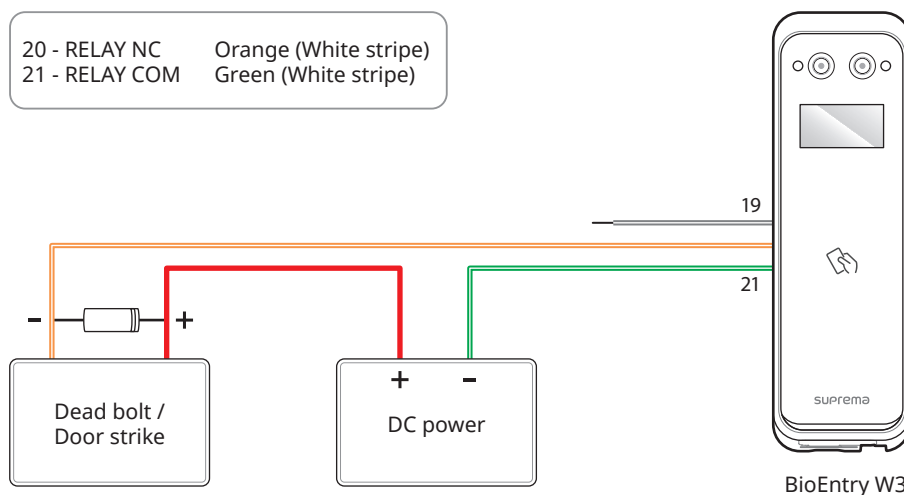 20 - RELAY NC Orange (White stripe)
21 - RELAY COM Green (White stripe)
19
21
- +
+ -
Dead bolt /
Door strike
DC power
suprema
BioEntry W3